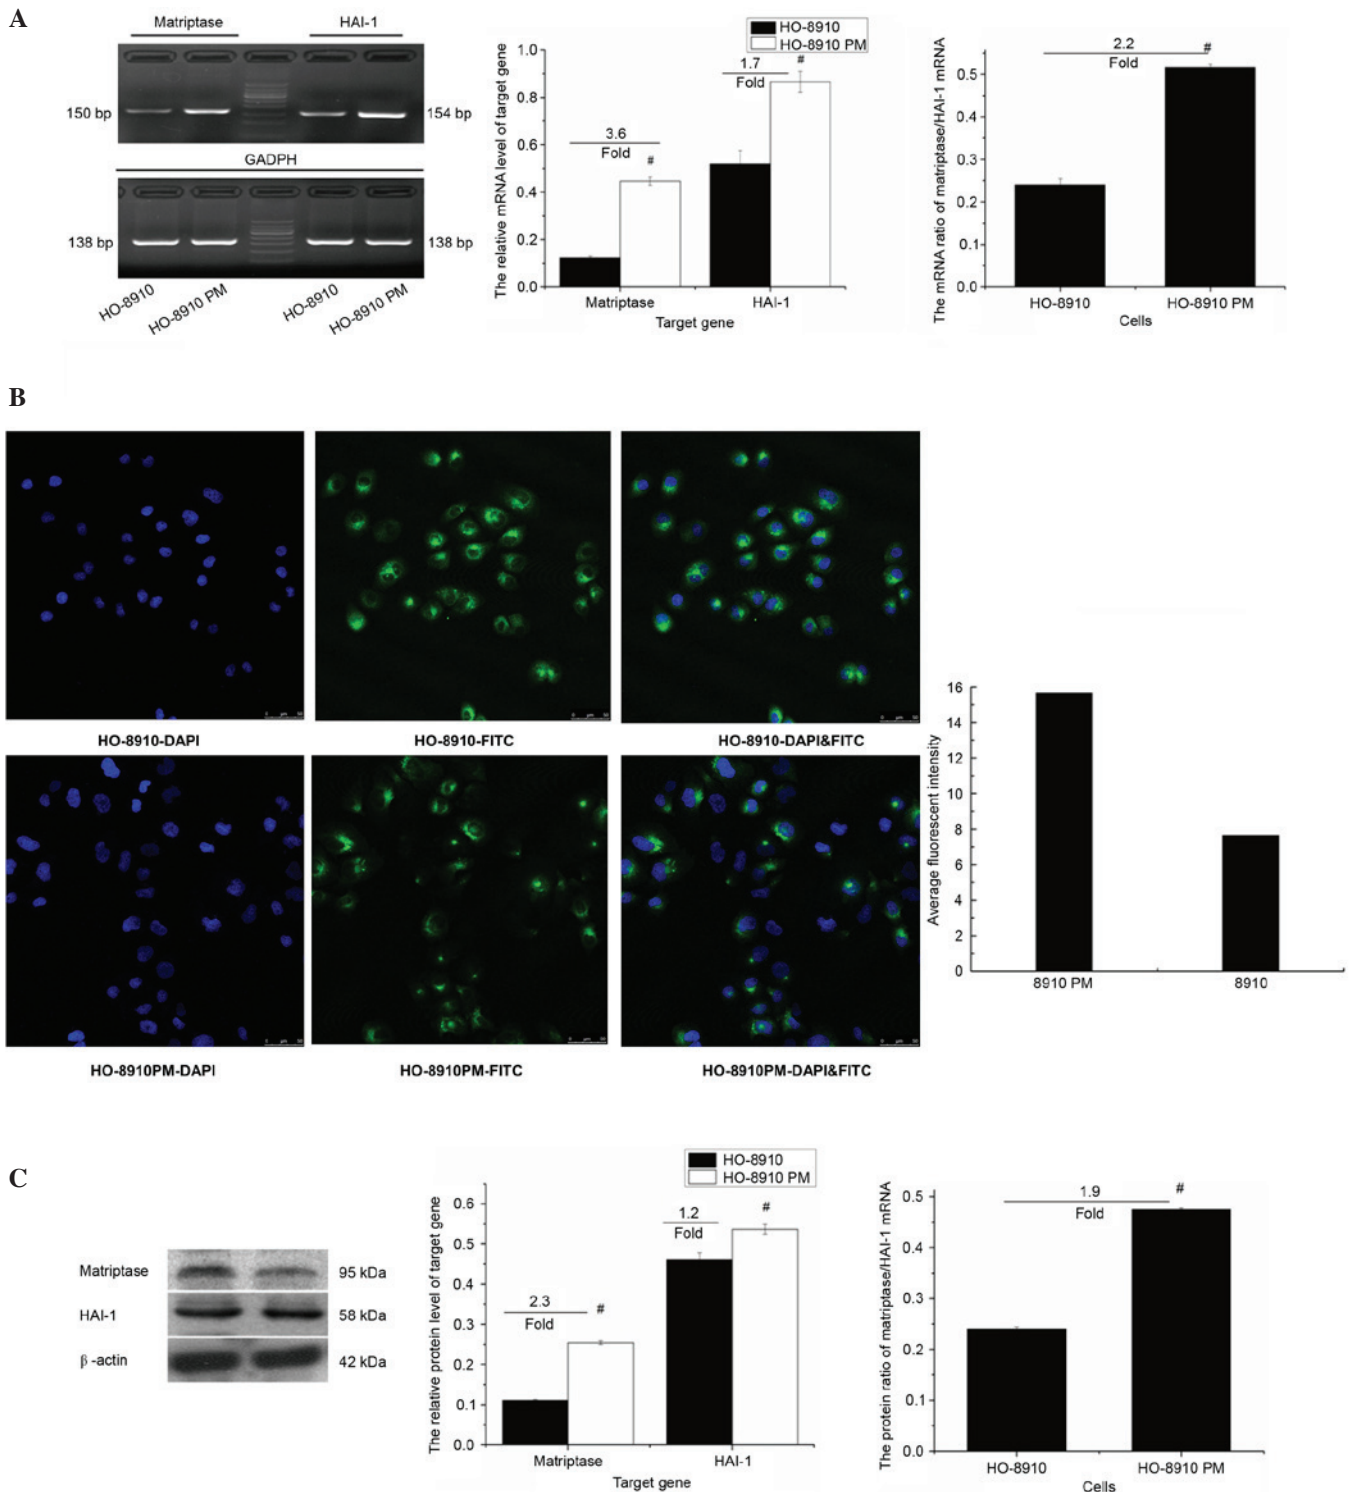 A
Matriptase
HAI-1
150 bp
154 bp
GADPH
138 bp
138 bp
HO-8910
HO-8910 PM
HO-8910
HO-8910 PM
HO-8910
HO-8910 PM
The relative mRNA level of target gene
1.0
0.8
0.6
0.4
0.2
0.0
3.6
Fold
#
1.7
Fold
#
Matriptase
HAI-1
Target gene
The mRNA ratio of matriptase/HAI-1 mRNA
0.5
0.4
0.3
0.2
0.1
0.0
2.2
Fold
#
HO-8910
HO-8910 PM
Cells
B
HO-8910-DAPI
HO-8910-FITC
HO-8910-DAPI&FITC
HO-8910PM-DAPI
HO-8910PM-FITC
HO-8910PM-DAPI&FITC
Average fluorescent intensity
16
14
12
10
8
6
4
2
0
8910 PM
8910
C
Matriptase
95 kDa
HAI-1
58 kDa
β-actin
42 kDa
HO-8910
HO-8910 PM
The relative protein level of target gene
0.6
0.5
0.4
0.3
0.2
0.1
0.0
2.3
Fold
#
1.2
Fold
#
Matriptase
HAI-1
Target gene
The protein ratio of matriptase/HAI-1 mRNA
0.5
0.4
0.3
0.2
0.1
0.0
1.9
Fold
#
HO-8910
HO-8910 PM
Cells